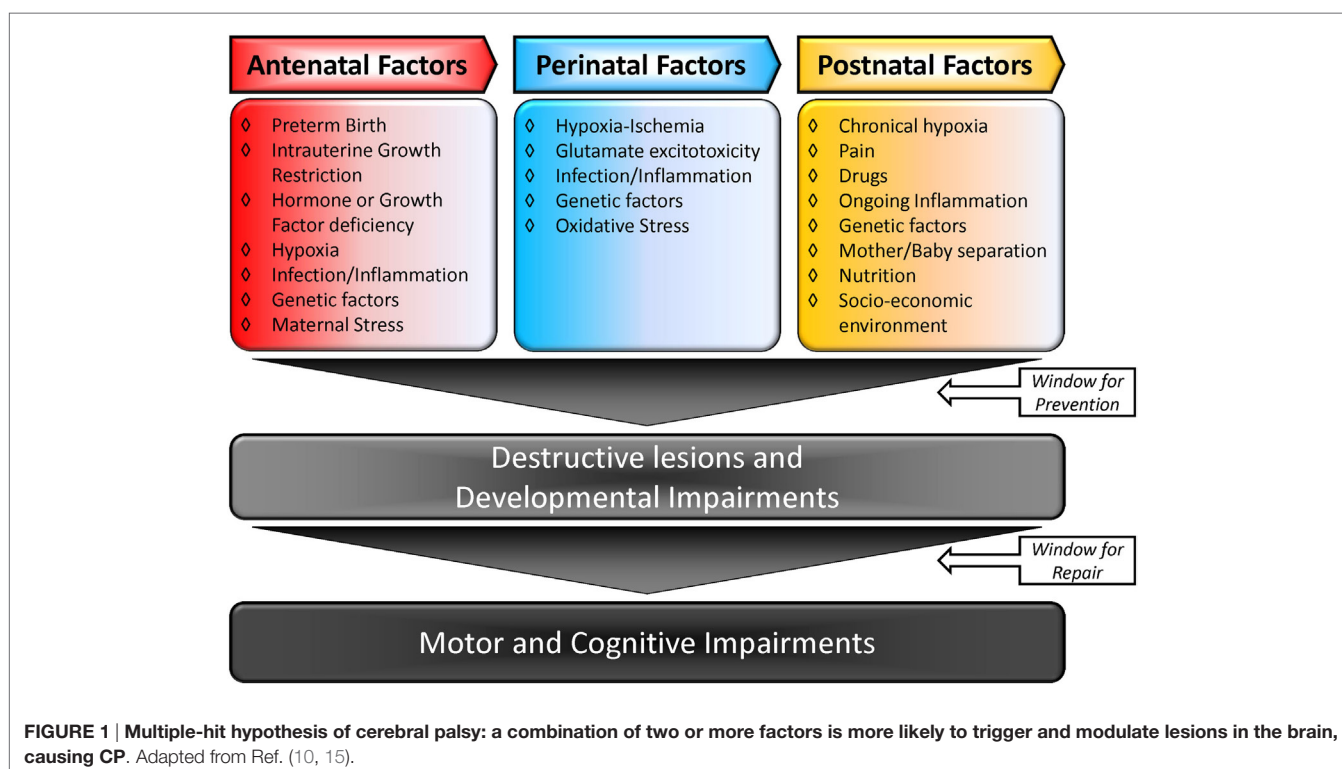 Antenatal Factors
◊ Preterm Birth
◊ Intrauterine Growth
Restriction
◊ Hormone or Growth
Factor deficiency
◊ Hypoxia
◊ Infection/Inflammation
◊ Genetic factors
◊ Maternal Stress
Perinatal Factors
◊ Hypoxia-Ischemia
◊ Glutamate excitotoxicity
◊ Infection/Inflammation
◊ Genetic factors
◊ Oxidative Stress
Postnatal Factors
◊ Chronical hypoxia
◊ Pain
◊ Drugs
◊ Ongoing Inflammation
◊ Genetic factors
◊ Mother/Baby separation
◊ Nutrition
◊ Socio-economic
environment
Window for
Prevention
Destructive lesions and
Developmental Impairments
Window for
Repair
Motor and Cognitive Impairments
FIGURE 1 | Multiple-hit hypothesis of cerebral palsy: a combination of two or more factors is more likely to trigger and modulate lesions in the brain,
causing CP. Adapted from Ref. (10, 15).